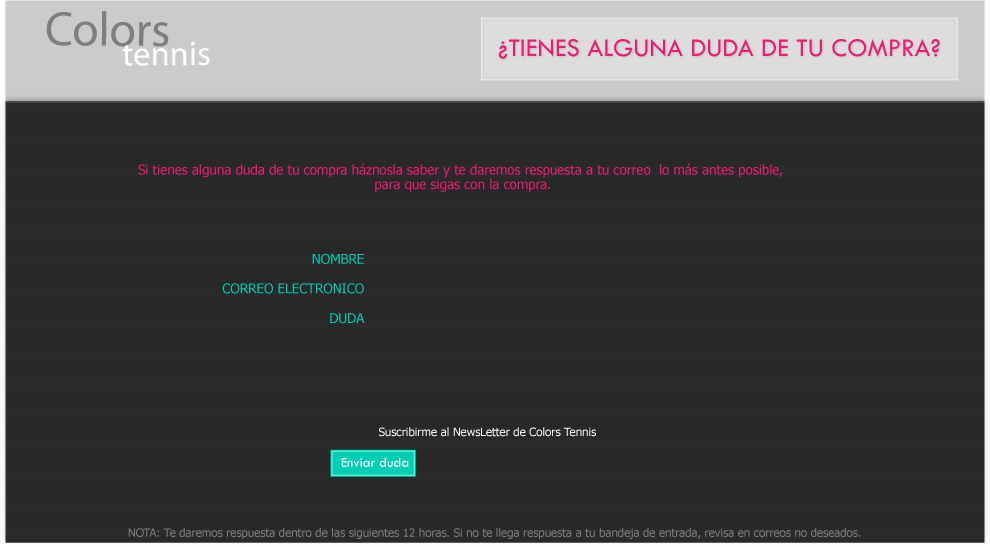 Colors
tennis
¿TIENES ALGUNA DUDA DE TU COMPRA?
Si tienes alguna duda de tu compra háznosla saber y te daremos respuesta a tu correo  lo más antes posible,
para que sigas con la compra.
NOMBRE
CORREO ELECTRONICO
DUDA
Suscribirme al NewsLetter de Colors Tennis
Enviar duda
NOTA: Te daremos respuesta dentro de las siguientes 12 horas. Si no te llega respuesta a tu bandeja de entrada, revisa en correos no deseados.